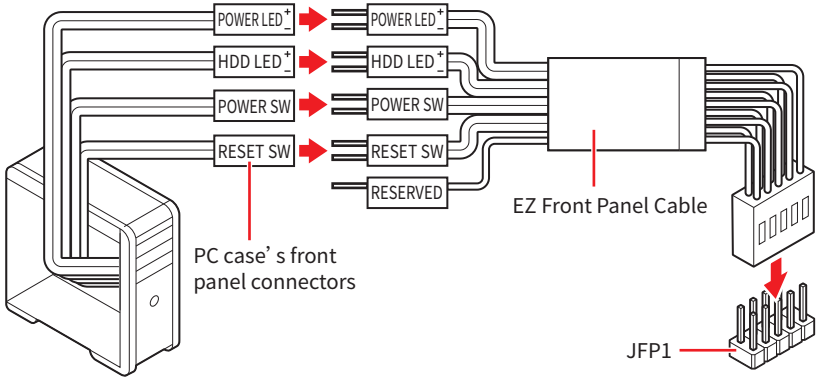 POWER LED + −
POWER LED + −
HDD LED + −
HDD LED + −
POWER SW
POWER SW
RESET SW
RESET SW
RESERVED
EZ Front Panel Cable
PC case’s front
panel connectors
JFP1